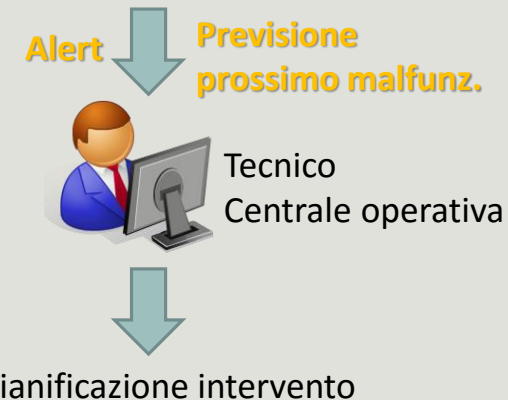 Alert
Previsione
prossimo malfunz.
Tecnico
Centrale operativa
ianificazione intervento